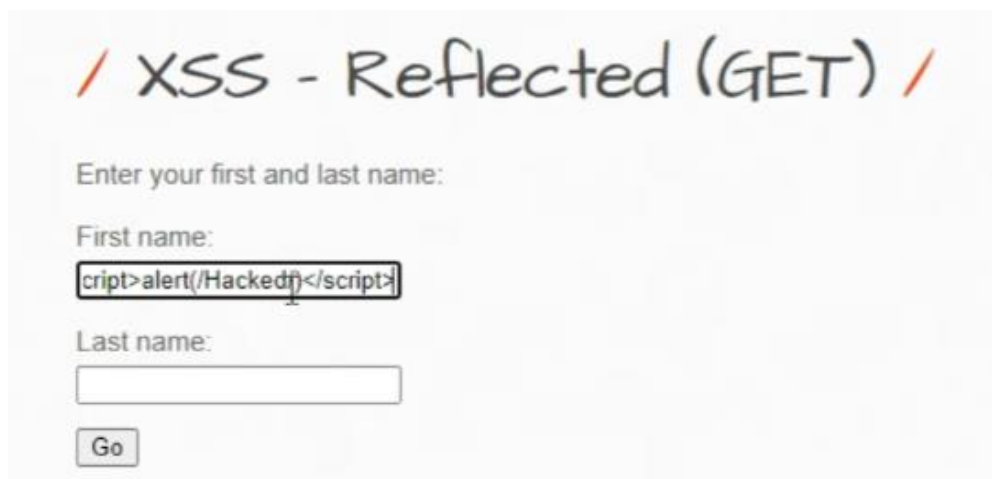 / XSS - Reflected (GET) /
Enter your first and last name:
First name:
cript>alert(/Hacked/)</script>
Last name:
Go